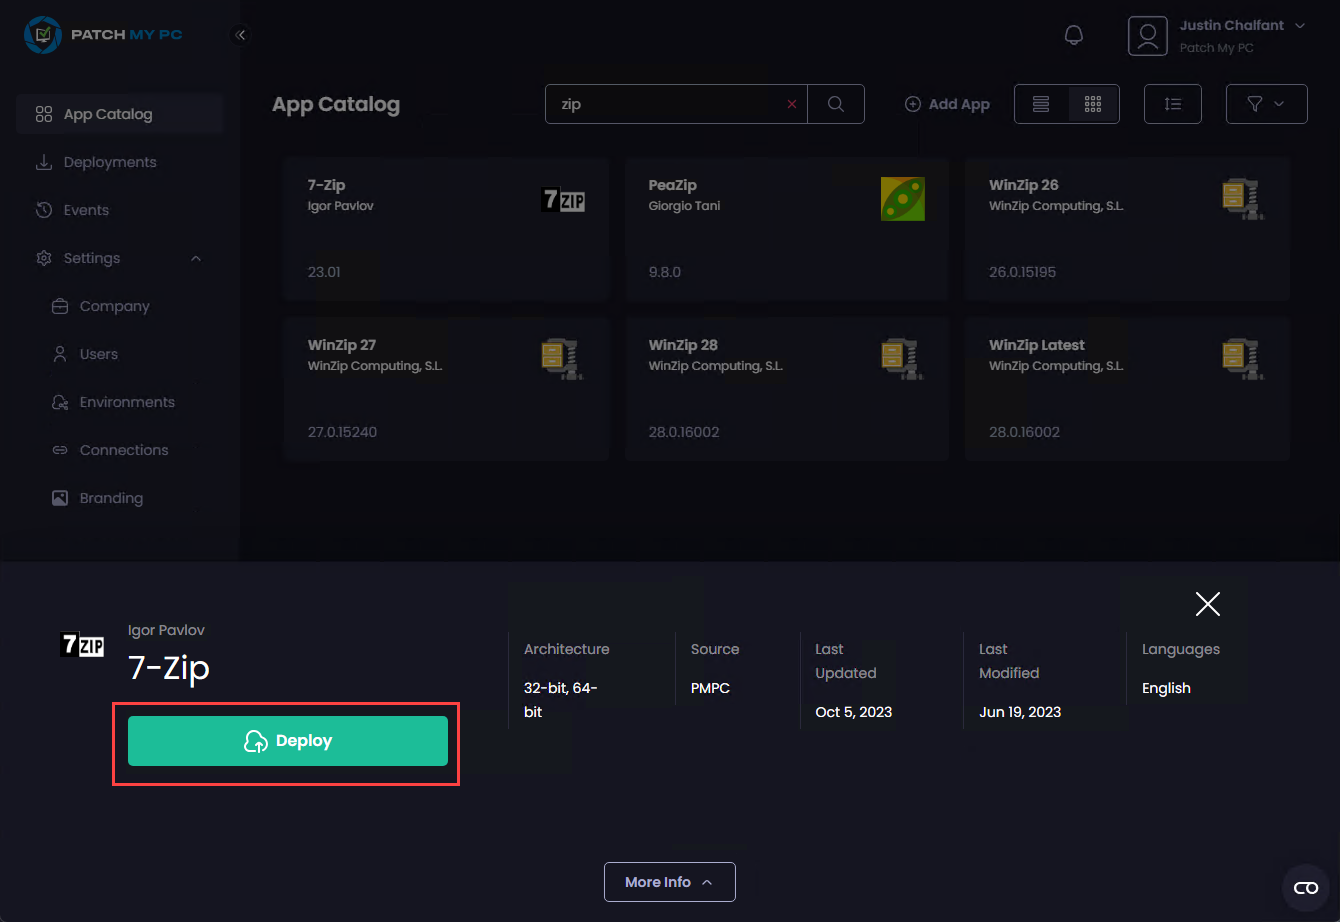 PATCH MY PC
Justin Chalfant
Patch My PC
App Catalog
Deployments
Events
Settings
Company
Users
Environments
Connections
Branding
App Catalog
zip
Add App
7-Zip
Igor Pavlov
7ZIP
23.01
PeaZip
Giorgio Tani
9.8.0
WinZip 26
WinZip Computing, S.L.
26.0.15195
WinZip 27
WinZip Computing, S.L.
27.0.15240
WinZip 28
WinZip Computing, S.L.
28.0.16002
WinZip Latest
WinZip Computing, S.L.
28.0.16002
7ZIP
Igor Pavlov
7-Zip
Deploy
Architecture
32-bit, 64-
bit
Source
PMPC
Last
Updated
Oct 5, 2023
Last
Modified
Jun 19, 2023
Languages
English
More Info